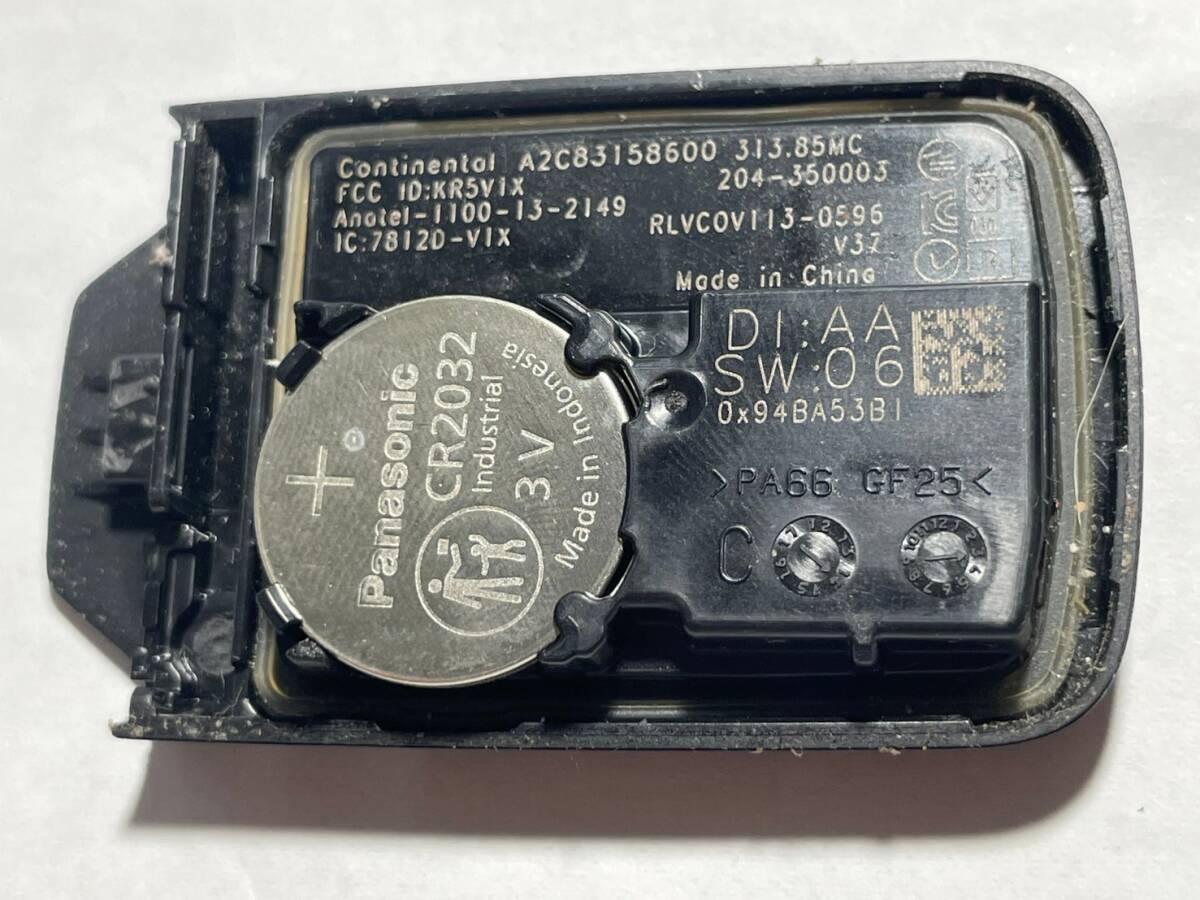 Continental A2C83158600 313.85MC
FCC ID:KR5V1X
204-350003
Anatel-1100-13-2149
RLVCOV113-0596
IC:7812D-V1X
V37
Made in China
DI:AA
SW:06
0x94BA53B1
>PA66 GF25<
C
+
Panasonic
CR2032
Industrial
3 V
Made in Indonesia